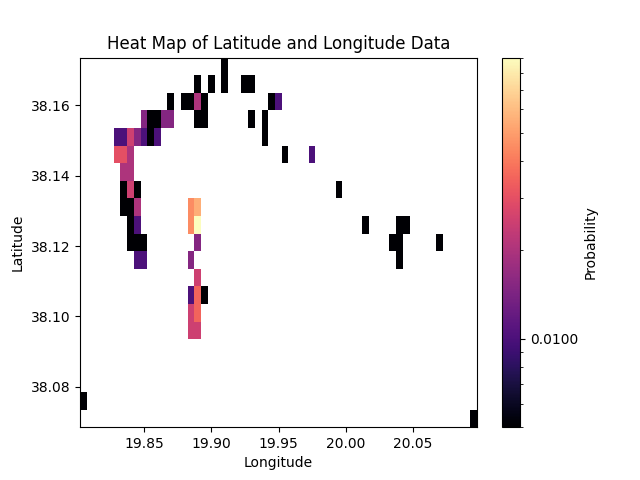 Heat Map of Latitude and Longitude Data
38.16
38.14
38.12
38.10
38.08
Latitude
19.85 19.90 19.95 20.00 20.05
Longitude
0.0100
Probability